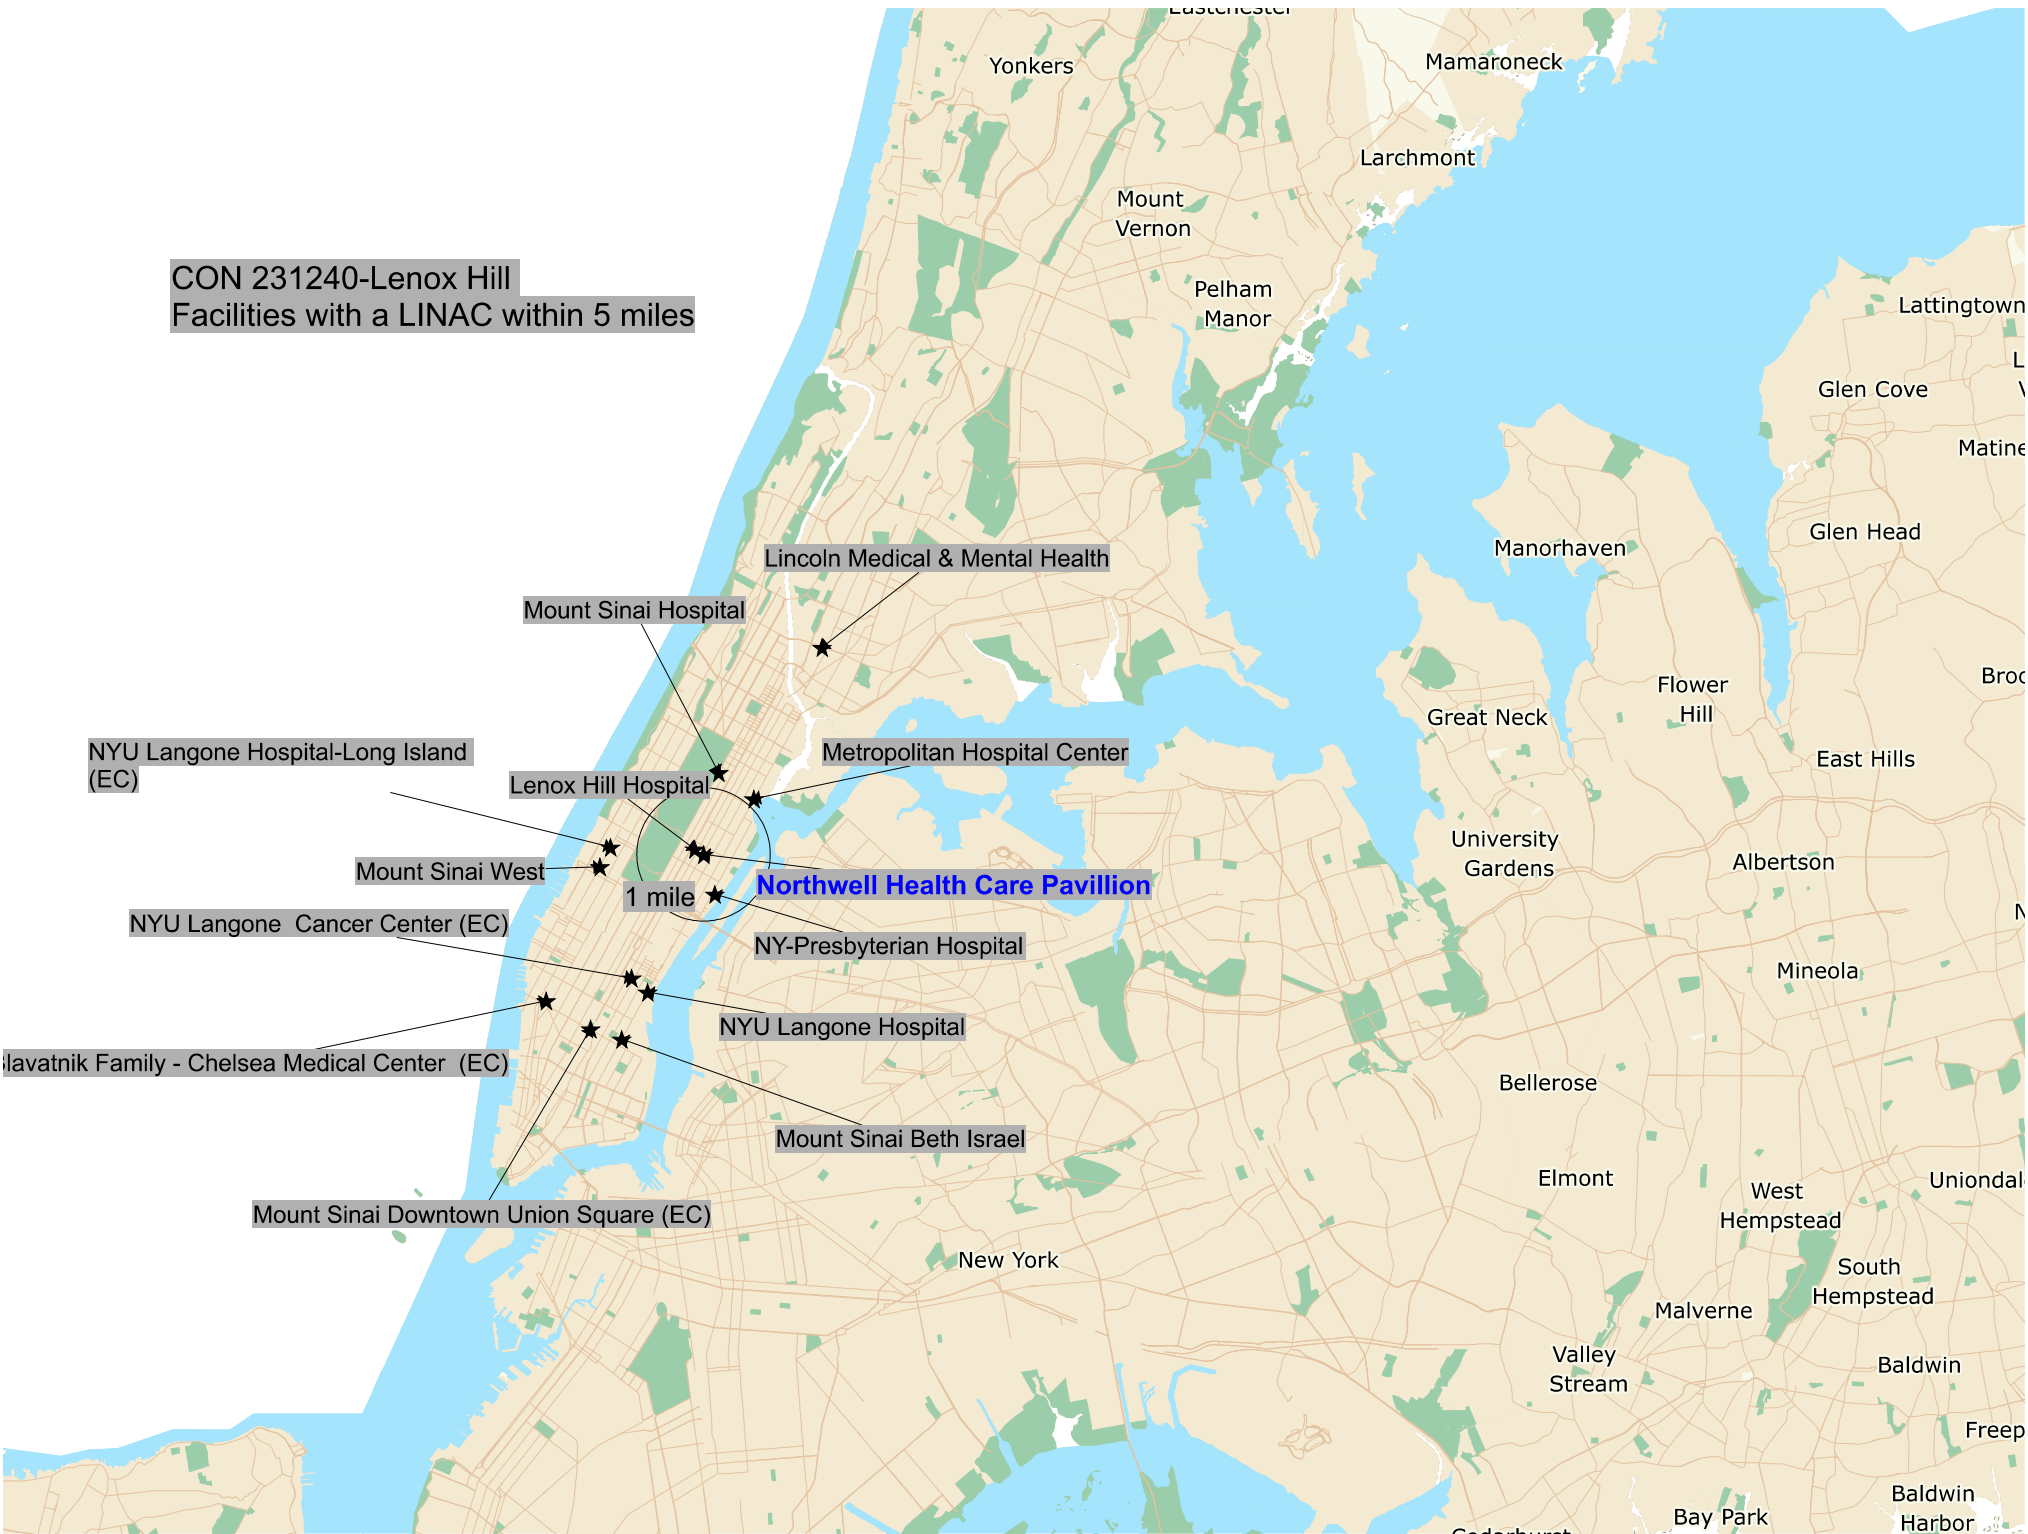 Eastchester
Yonkers
Mamaroneck
Larchmont
Mount
Vernon
CON 231240-Lenox Hill
Facilities with a LINAC within 5 miles
Pelham
Manor
Lattingtown
Glen Cove
Glen Head
Manorhaven
Lincoln Medical & Mental Health
Mount Sinai Hospital
Flower
Hill
Great Neck
NYU Langone Hospital-Long Island
(EC)
Metropolitan Hospital Center
East Hills
Lenox Hill Hospital
University
Gardens
Albertson
Mount Sinai West
Northwell Health Care Pavillion
1 mile
NYU Langone  Cancer Center (EC)
NY-Presbyterian Hospital
Mineola
NYU Langone Hospital
Blavatnik Family - Chelsea Medical Center  (EC)
Bellerose
Mount Sinai Beth Israel
Elmont
West
Hempstead
Mount Sinai Downtown Union Square (EC)
New York
South
Hempstead
Malverne
Valley
Stream
Baldwin
Baldwin
Harbor
Bay Park